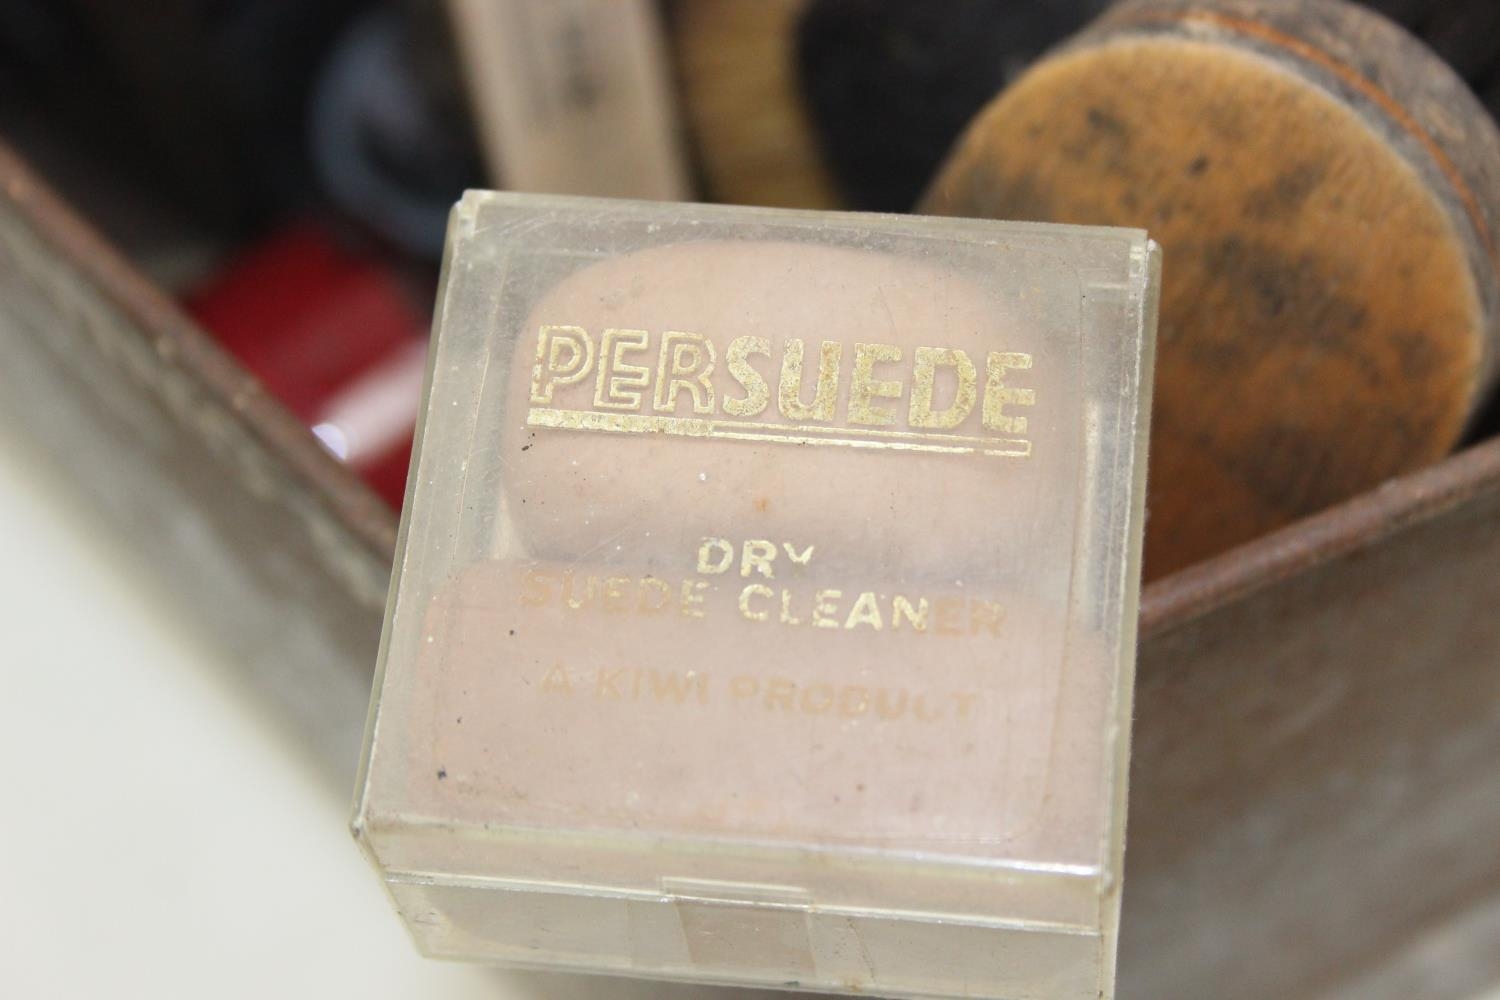 PERSUEDE
DRY
SUEDE CLEANER
A KIWI PRODUCT